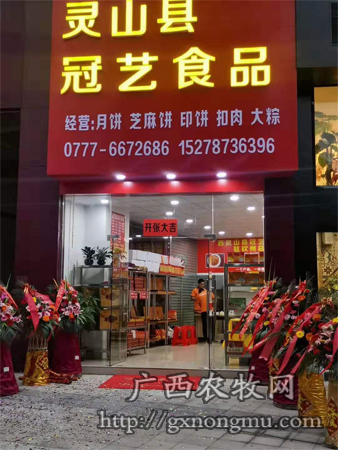 灵山县
冠艺食品
经营:月饼 芝麻饼 印饼 扣肉 大粽
0777-6672686 15278736396
开张大吉
广西农牧网
http://gxnongmu.com